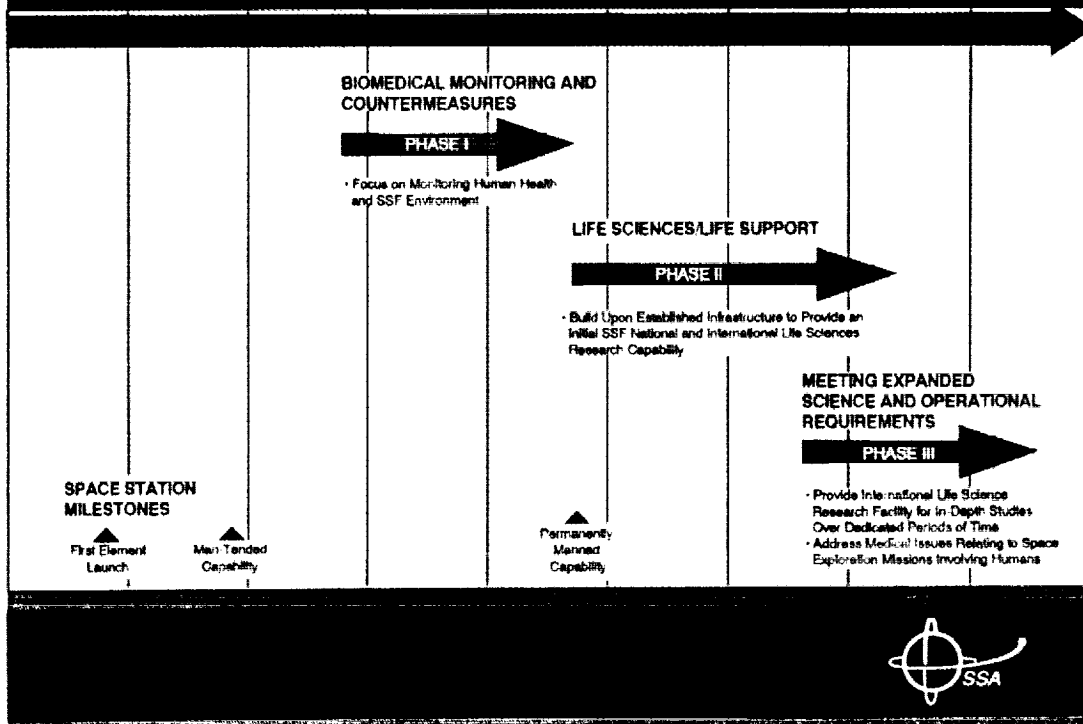 BIOMEDICAL MONITORING AND
COUNTERMEASURES
PHASE I
· Focus on Monitoring Human Health
and SSF Environment
LIFE SCIENCES/LIFE SUPPORT
PHASE II
· Build Upon Established Infrastructure to Provide an
Initial SSF National and International Life Sciences
Research Capability
MEETING EXPANDED
SCIENCE AND OPERATIONAL
REQUIREMENTS
PHASE III
· Provide International Life Science
Research Facility for In-Depth Studies
Over Dedicated Periods of Time
· Address Medical Issues Relating to Space
Exploration Missions Involving Humans
SPACE STATION
MILESTONES
First Element
Launch
Man-Tended
Capability
Permanently
Manned
Capability
SSA